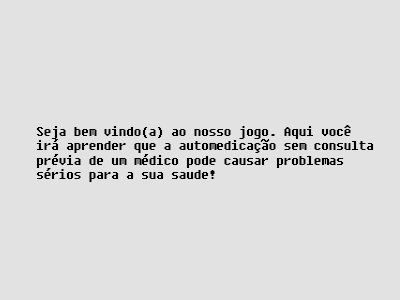 Seja bem vindo(a) ao nosso jogo. Aqui você
irá aprender que a automedicação sem consulta
prévia de um médico pode causar problemas
sérios para a sua saude!